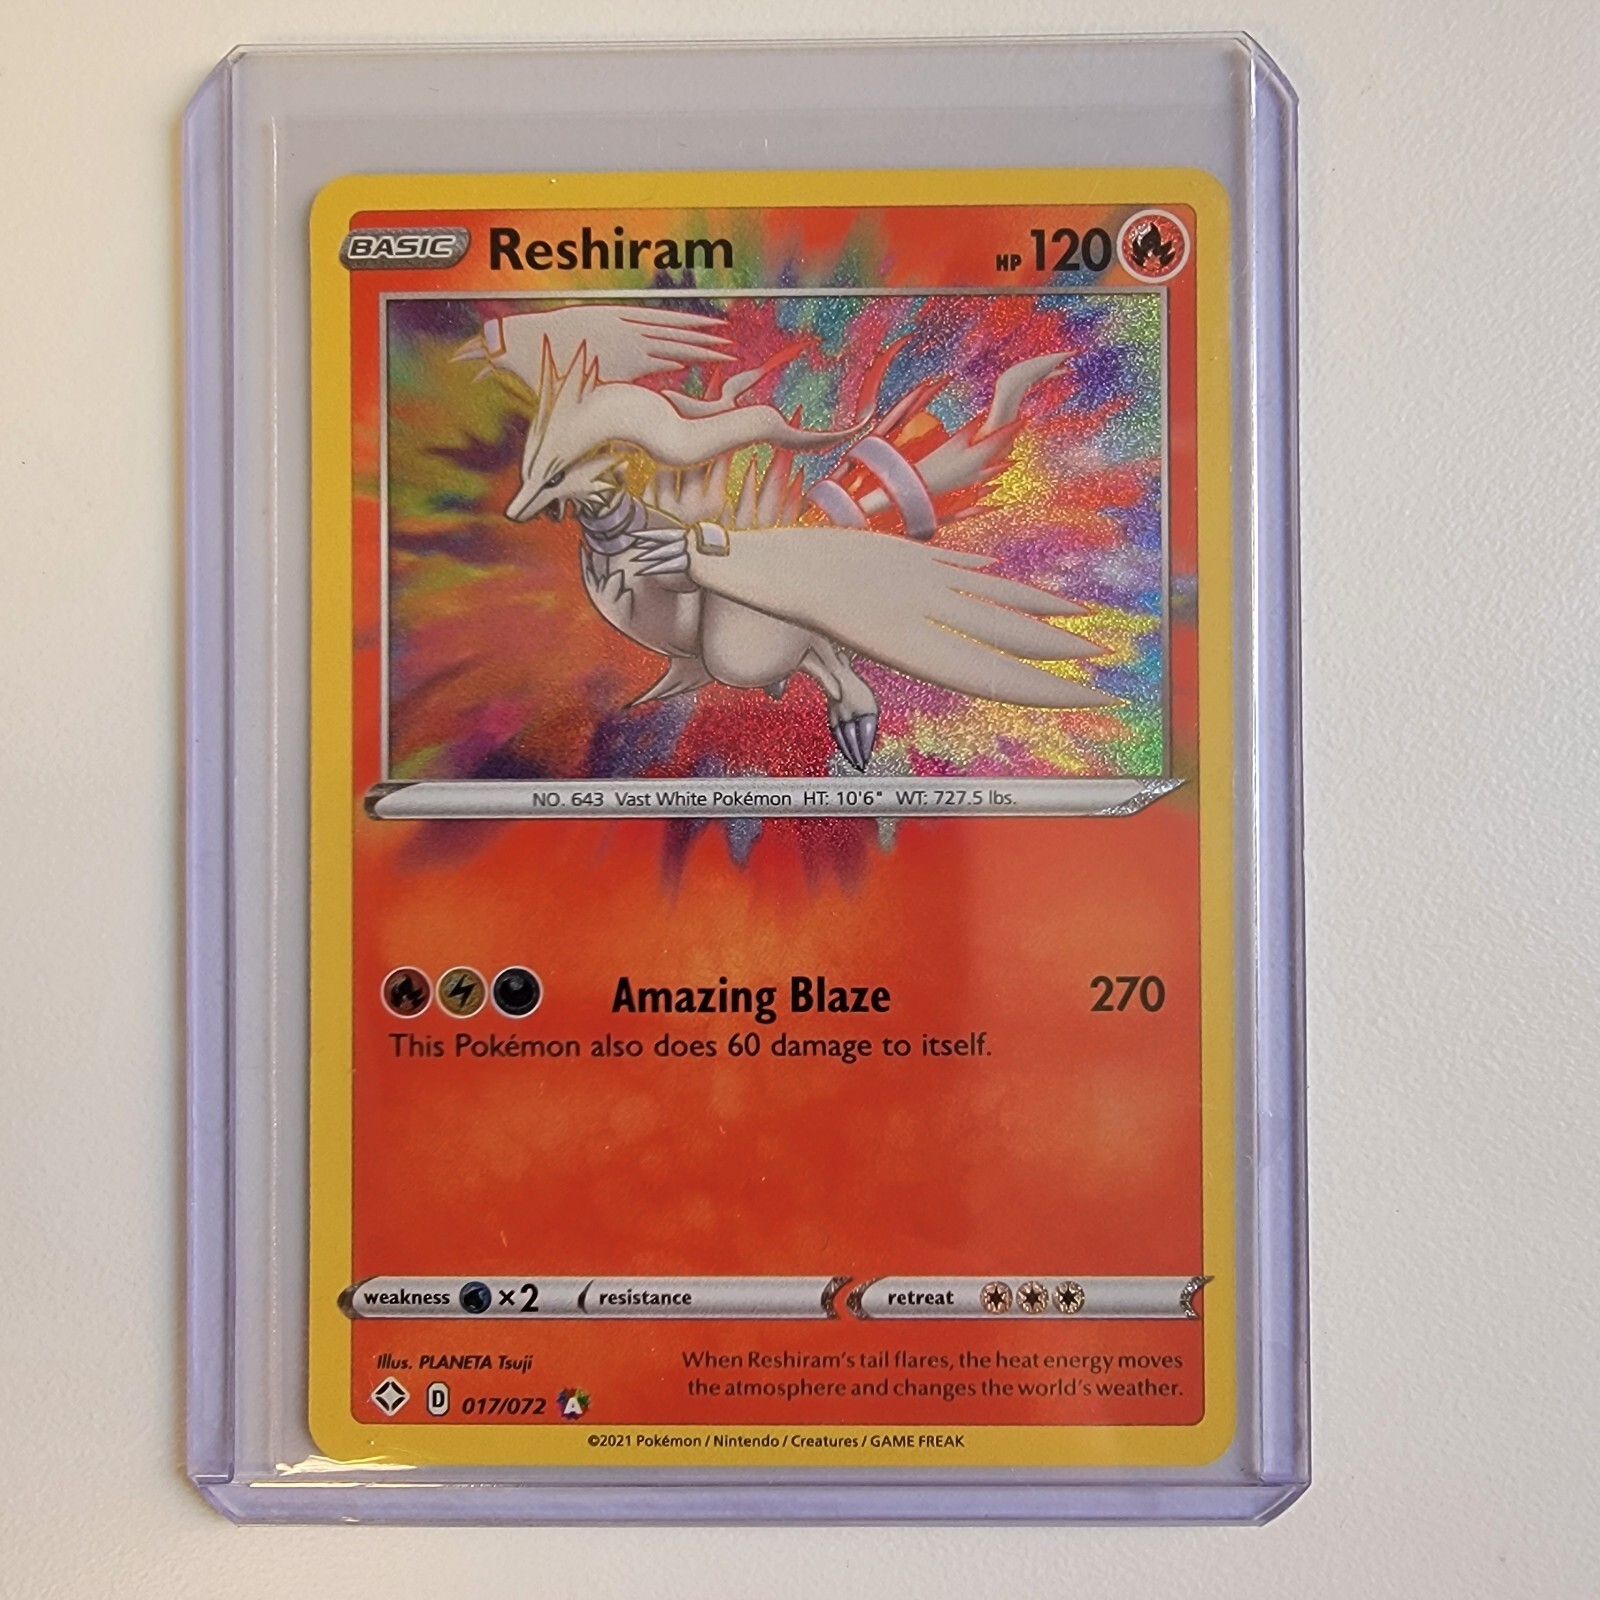 BASIC Reshiram HP 120
NO. 643 Vast White Pokémon HT: 10'6" WT: 727.5 lbs.
Amazing Blaze 270
This Pokémon also does 60 damage to itself.
weakness ×2 resistance retreat
Illus. PLANETA Tsuji
When Reshiram's tail flares, the heat energy moves
the atmosphere and changes the world's weather.
D 017/072 A
©2021 Pokémon / Nintendo / Creatures / GAME FREAK